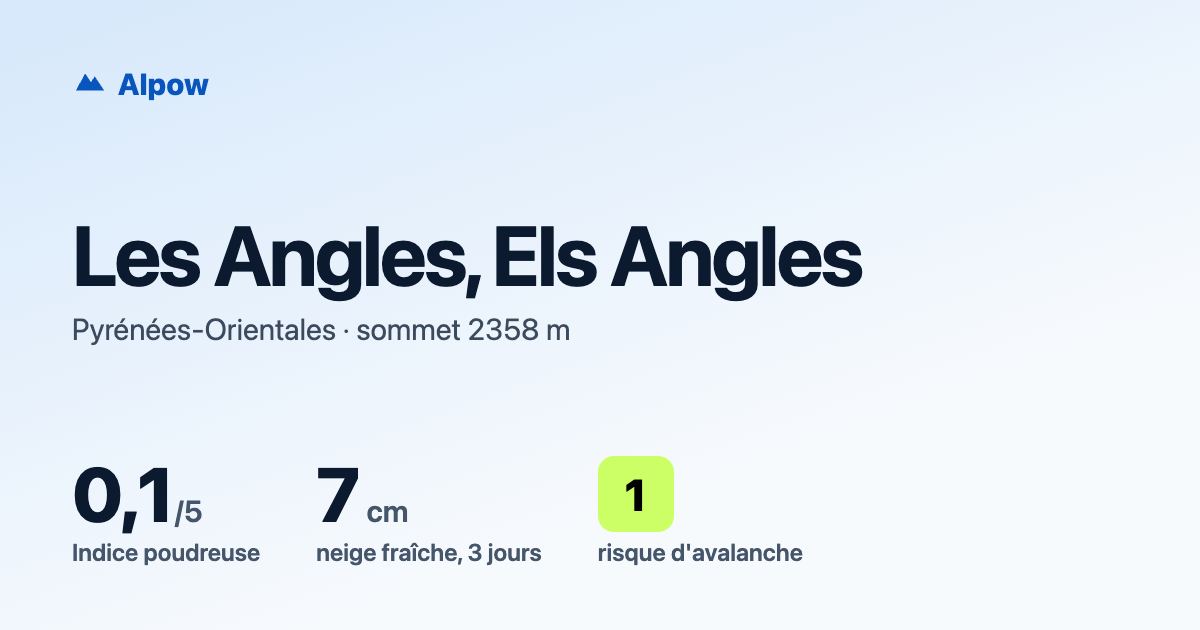 Alpow
Les Angles, Els Angles
Pyrénées-Orientales · sommet 2358 m
0,1/5
Indice poudreuse
7 cm
neige fraîche, 3 jours
1
risque d'avalanche